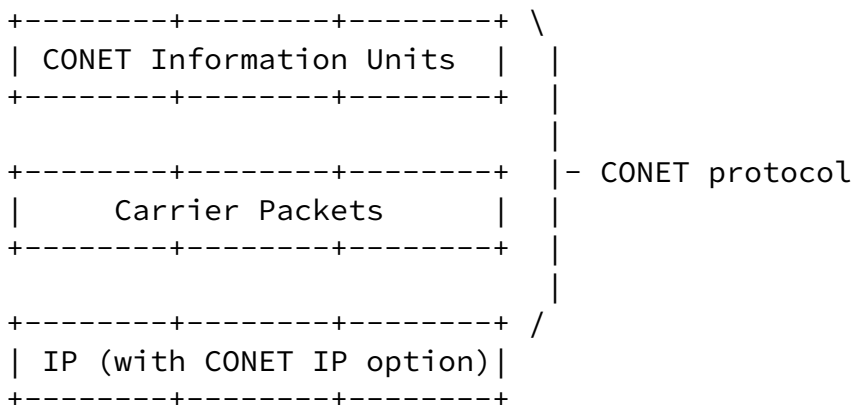 +--------+--------+--------+ \
| CONET Information Units  |  |
+--------+--------+--------+  |
                              |
+--------+--------+--------+  |- CONET protocol
|     Carrier Packets      |  |
+--------+--------+--------+  |
                              |
+--------+--------+--------+ /
| IP (with CONET IP option)|
+--------+--------+--------+